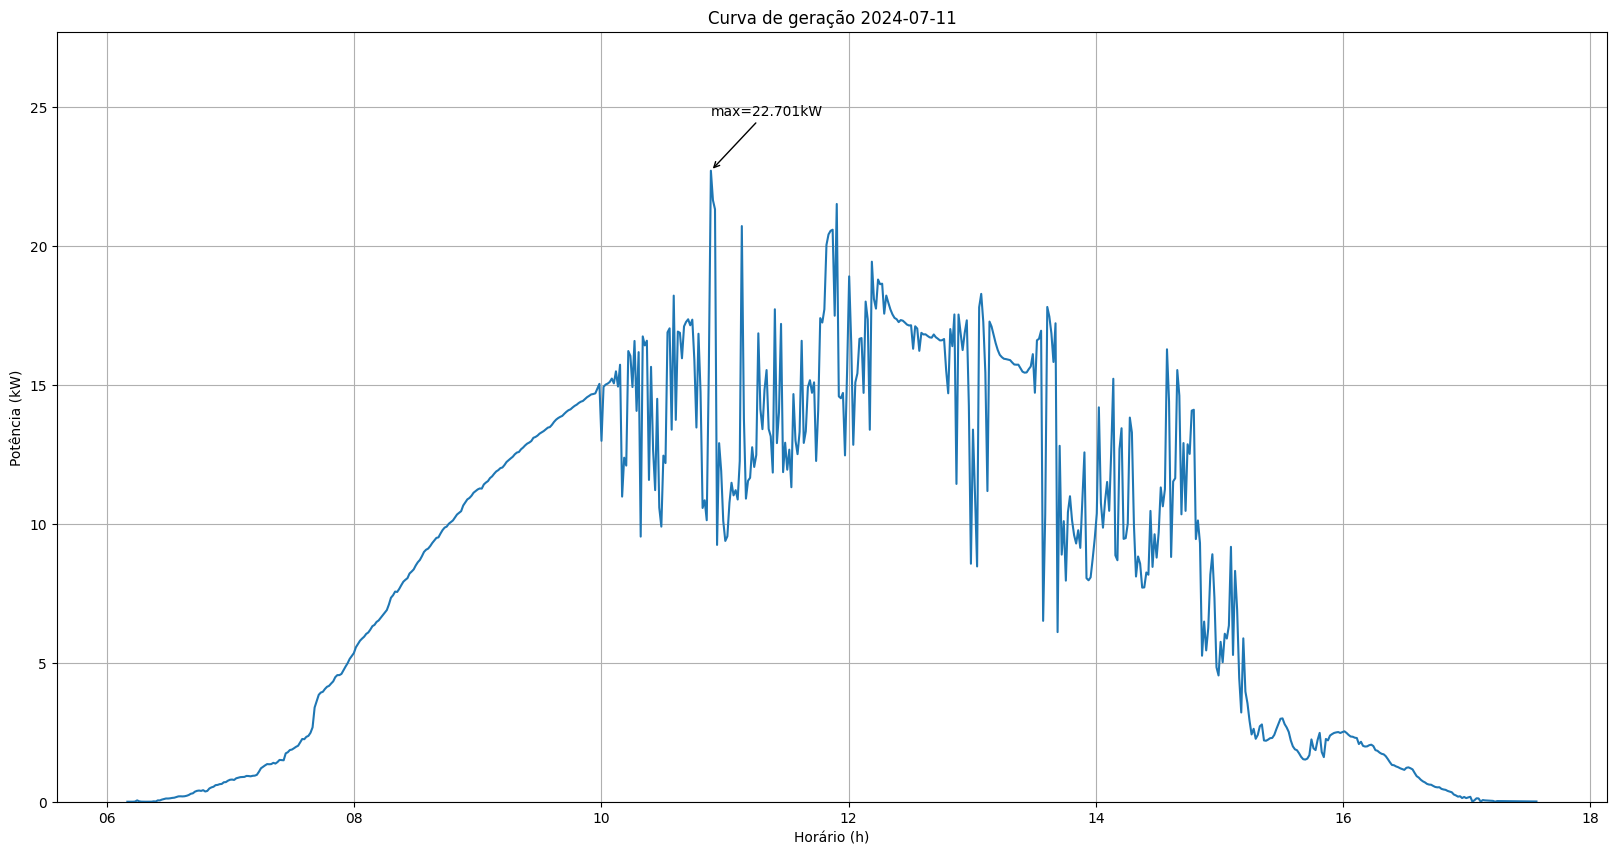 Curva de geração 2024-07-11
25
max=22.701kW
20
15
Potência (kW)
10
5
0
06 08 10 12 14 16 18
Horário (h)